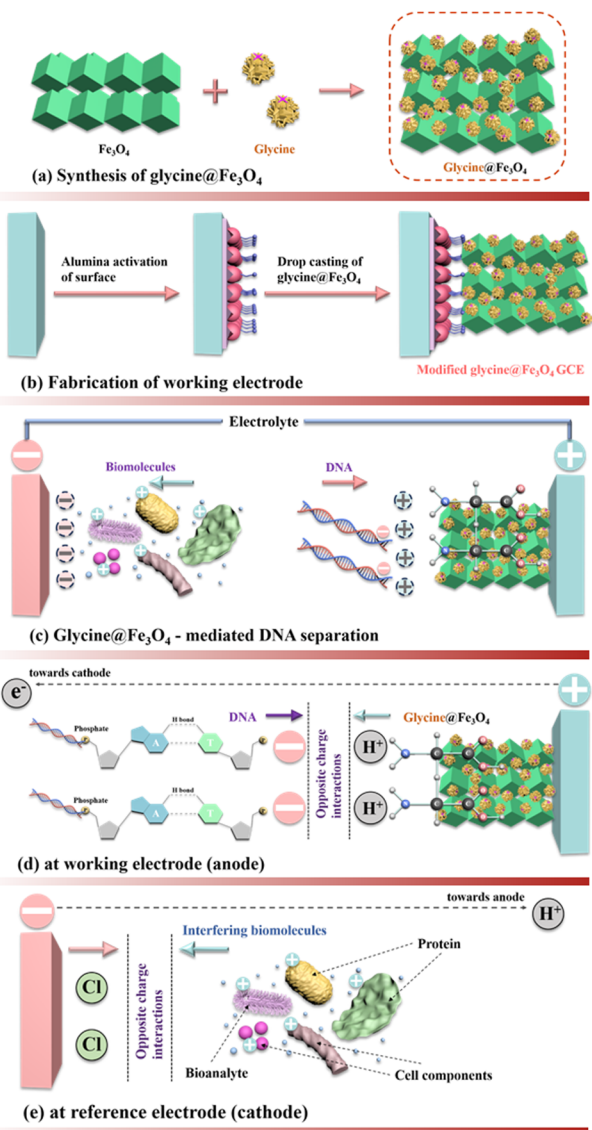 Fe₃O₄
Glycine
Glycine@Fe₃O₄
(a) Synthesis of glycine@Fe₃O₄
Alumina activation
of surface
Drop casting of
glycine@Fe₃O₄
Modified glycine@Fe₃O₄ GCE
(b) Fabrication of working electrode
Electrolyte
Biomolecules
DNA
(c) Glycine@Fe₃O₄ - mediated DNA separation
towards cathode
e⁻
DNA
Glycine@Fe₃O₄
Phosphate
H bond
A
T
P
H⁺
Opposite charge
interactions
Phosphate
H bond
A
T
P
H⁺
(d) at working electrode (anode)
towards anode
H⁺
Interfering biomolecules
Protein
Cl
Cl
Opposite charge
interactions
Bioanalyte
Cell components
(e) at reference electrode (cathode)